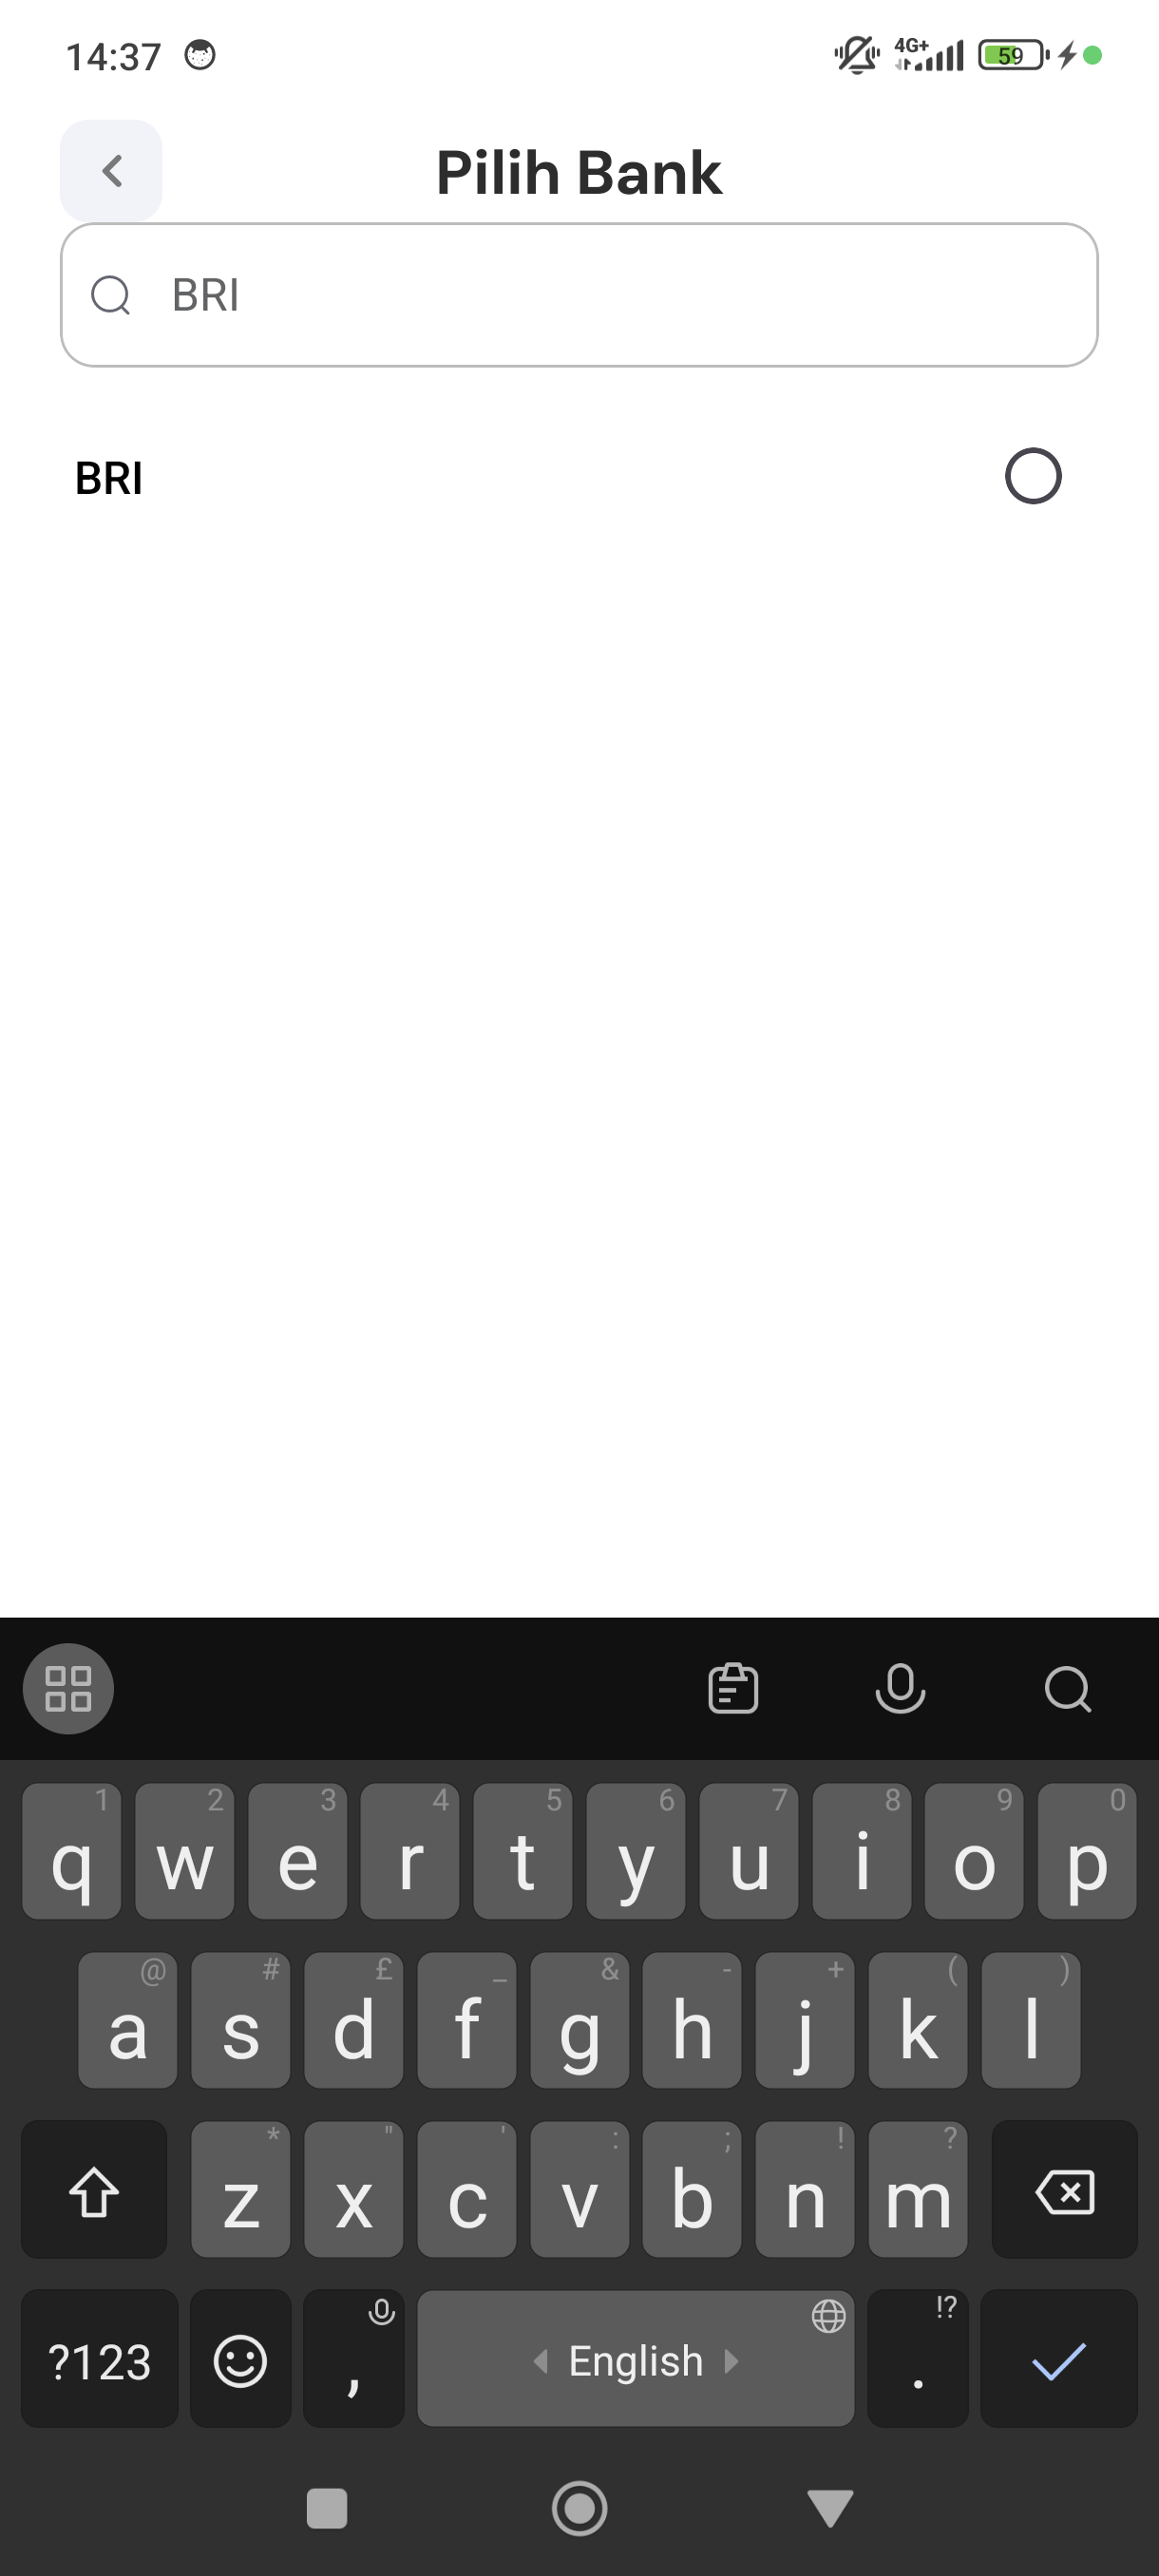 14:37 4G+ 59
Pilih Bank
BRI
BRI
1 2 3 4 5 6 7 8 9 0
q w e r t y u i o p
@ # £ _ & - + ( )
a s d f g h j k l
* " ' : ; ! ?
z x c v b n m
!?
?123 , English .